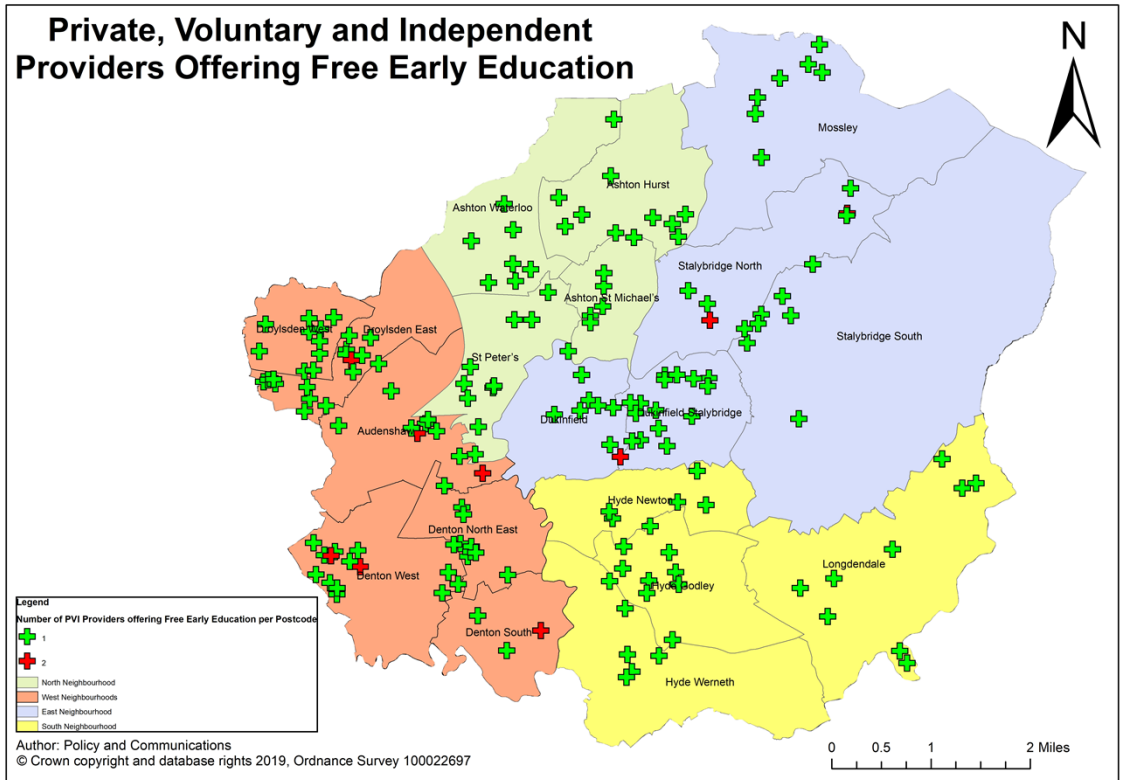 Private, Voluntary and Independent
Providers Offering Free Early Education
N
Mossley
Ashton Hurst
Ashton Waterloo
Stalybridge North
Ashton St Michael's
Droylsden West
Droylsden East
Stalybridge South
St Peter's
Dukinfield
Dukinfield Stalybridge
Audenshaw
Hyde Newton
Denton North East
Longdendale
Denton West
Hyde Godley
Denton South
Hyde Werneth
Legend
Number of PVI Providers offering Free Early Education per Postcode
1
2
North Neighbourhood
West Neighbourhoods
East Neighbourhood
South Neighbourhood
Author: Policy and Communications
© Crown copyright and database rights 2019, Ordnance Survey 100022697
0 0.5 1 2 Miles